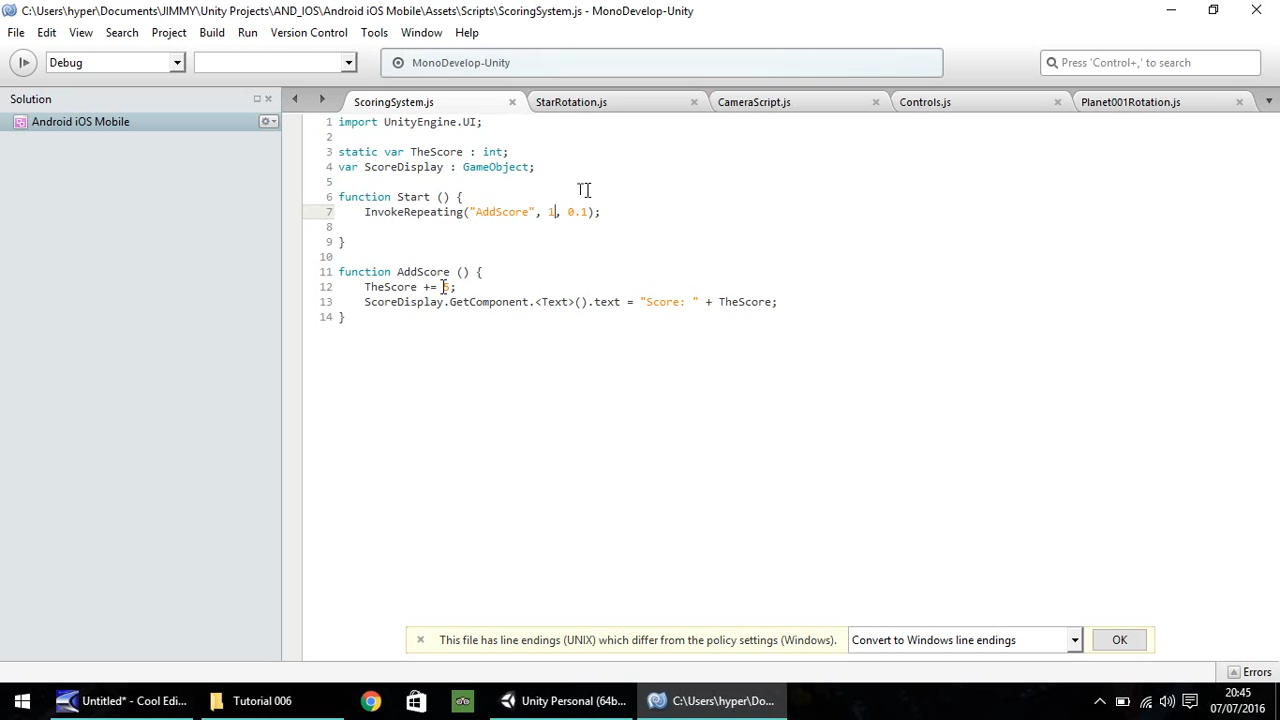 C:\Users\hyper\Documents\JIMMY\Unity Projects\AND_IOS\Android iOS Mobile\Assets\Scripts\ScoringSystem.js - MonoDevelop-Unity
File Edit View Search Project Build Run Version Control Tools Window Help
Debug MonoDevelop-Unity Press 'Control+,' to search
Solution ScoringSystem.js StarRotation.js CameraScript.js Controls.js Planet001Rotation.js
Android iOS Mobile
1 import UnityEngine.UI;
2
3 static var TheScore : int;
4 var ScoreDisplay : GameObject;
5
6 function Start () {
7 InvokeRepeating("AddScore", 1, 0.1);
8
9 }
10
11 function AddScore () {
12 TheScore += 5;
13 ScoreDisplay.GetComponent.<Text>().text = "Score: " + TheScore;
14 }
This file has line endings (UNIX) which differ from the policy settings (Windows). Convert to Windows line endings OK
Errors
Untitled* - Cool Edi... Tutorial 006 Unity Personal (64b... C:\Users\hyper\Do... 20:45
07/07/2016